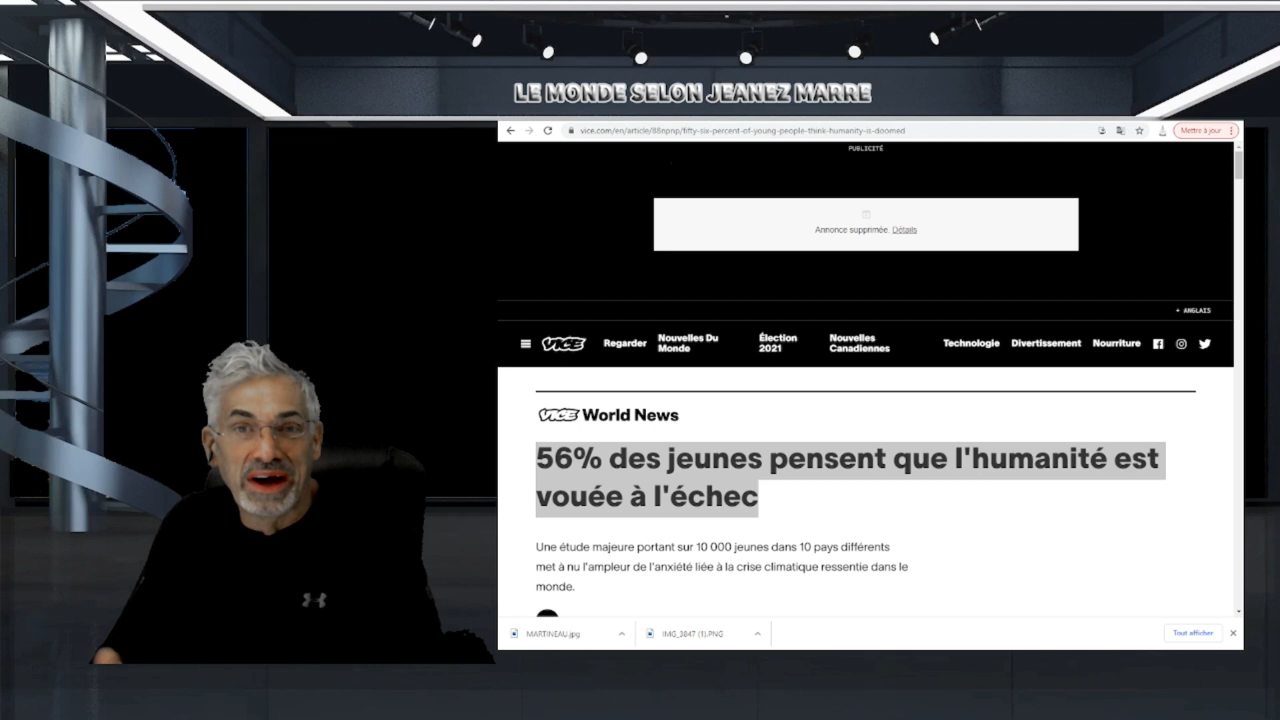 LE MONDE SELON JEANEZ MARRE
vice.com/en/article/88npnp/fifty-six-percent-of-young-people-think-humanity-is-doomed
Mettre à jour
PUBLICITÉ
Annonce supprimée. Détails
+ ANGLAIS
VICE Regarder Nouvelles Du Monde Élection 2021 Nouvelles Canadiennes Technologie Divertissement Nourriture
VICE World News
56% des jeunes pensent que l'humanité est
vouée à l'échec
Une étude majeure portant sur 10 000 jeunes dans 10 pays différents
met à nu l'ampleur de l'anxiété liée à la crise climatique ressentie dans le
monde.
MARTINEAU.jpg IMG_3847 (1).PNG Tout afficher